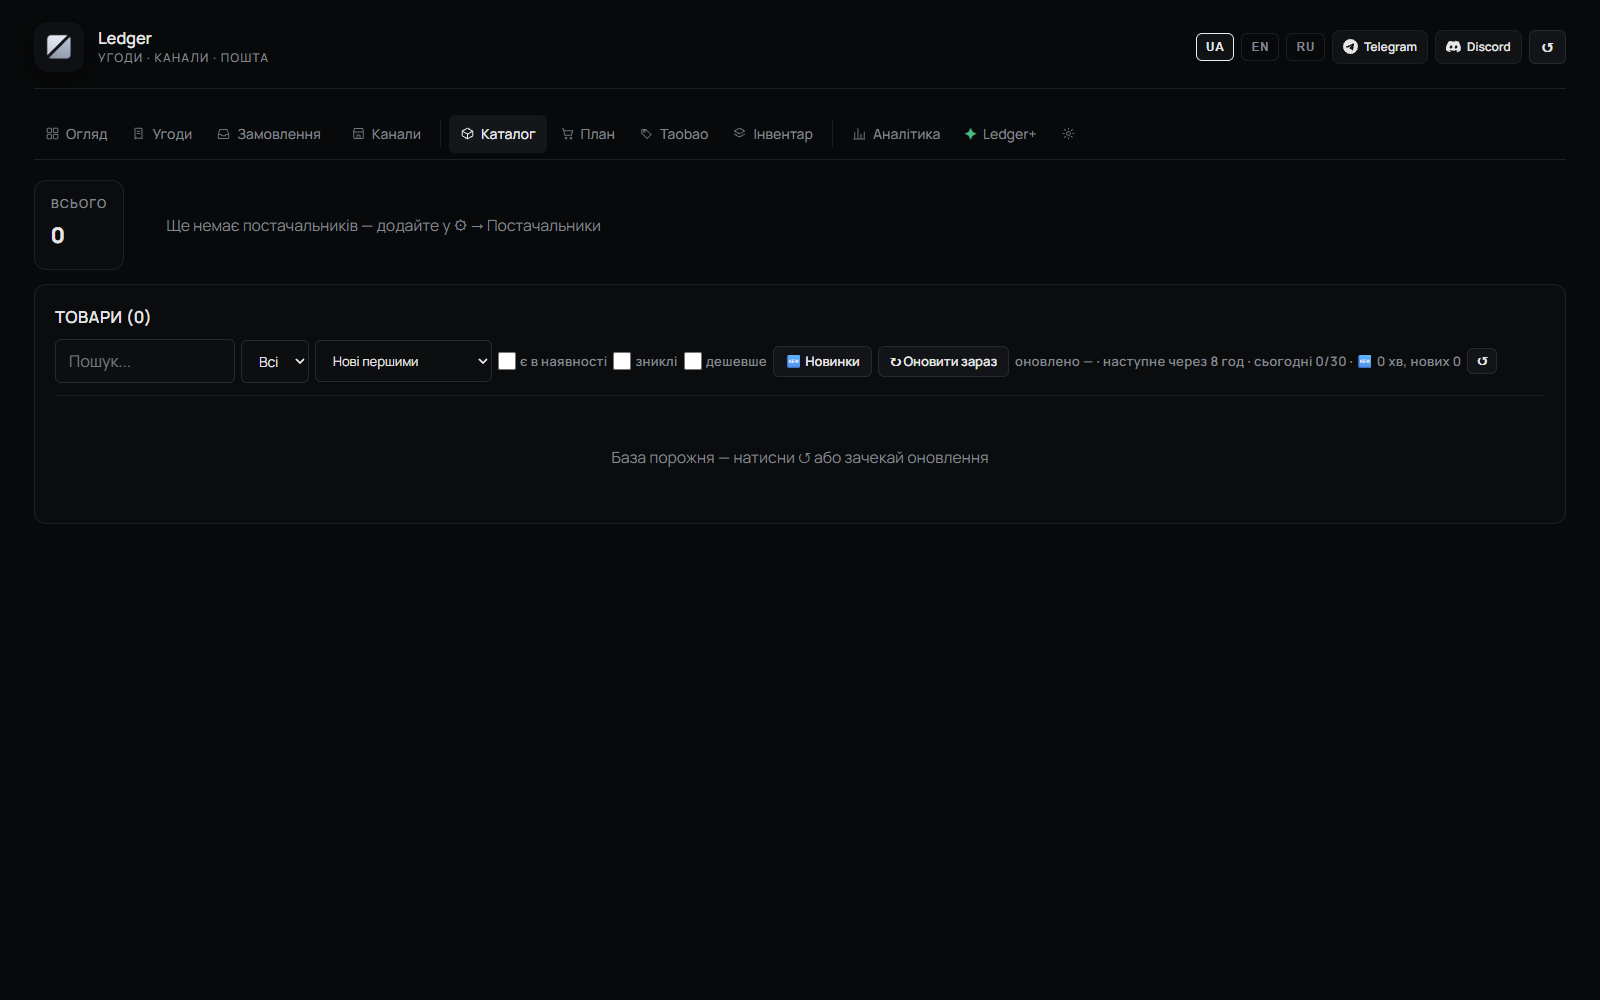 Ledger
УГОДИ · КАНАЛИ · ПОШТА
UA EN RU Telegram Discord ↺
Огляд Угоди Замовлення Канали Каталог План Taobao Інвентар Аналітика Ledger+
ВСЬОГО
0
Ще немає постачальників — додайте у ⚙ → Постачальники
ТОВАРИ (0)
Пошук... Всі Нові першими є в наявності зниклі дешевше 🆕 Новинки ↻ Оновити зараз оновлено — · наступне через 8 год · сьогодні 0/30 · 🆕 0 хв, нових 0 ↺
База порожня — натисни ↺ або зачекай оновлення